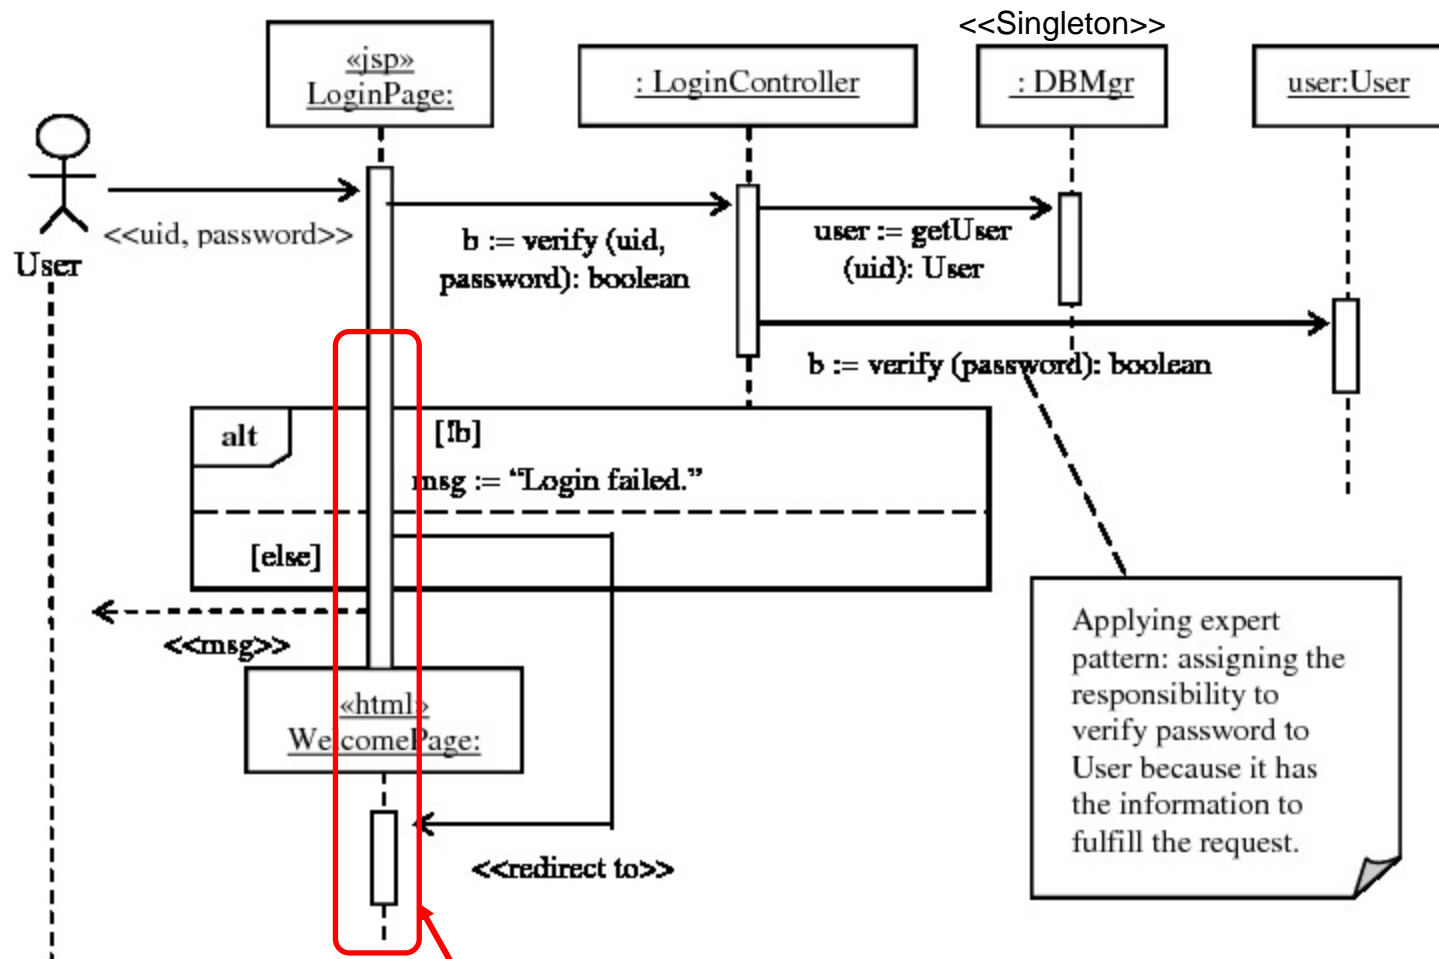 <<Singleton>>
«jsp»
LoginPage:
: LoginController
: DBMgr
user:User
User
<<uid, password>>
b := verify (uid,
password): boolean
user := getUser
(uid): User
b := verify (password): boolean
alt
[!b]
msg := “Login failed.”
[else]
<<msg>>
«html»
WelcomePage:
<<redirect to>>
Applying expert
pattern: assigning the
responsibility to
verify password to
User because it has
the information to
fulfill the request.